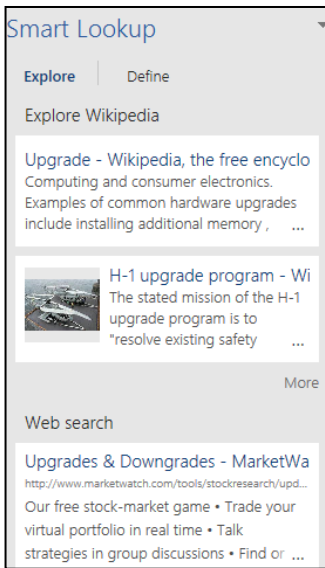 Smart Lookup
Explore
Define
Explore Wikipedia
Upgrade - Wikipedia, the free encyclo
Computing and consumer electronics.
Examples of common hardware upgrades
include installing additional memory , ...
H-1 upgrade program - Wi
The stated mission of the H-1
upgrade program is to
"resolve existing safety ...
More
Web search
Upgrades & Downgrades - MarketWa
http://www.marketwatch.com/tools/stockresearch/upd...
Our free stock-market game • Trade your
virtual portfolio in real time • Talk
strategies in group discussions • Find or ...